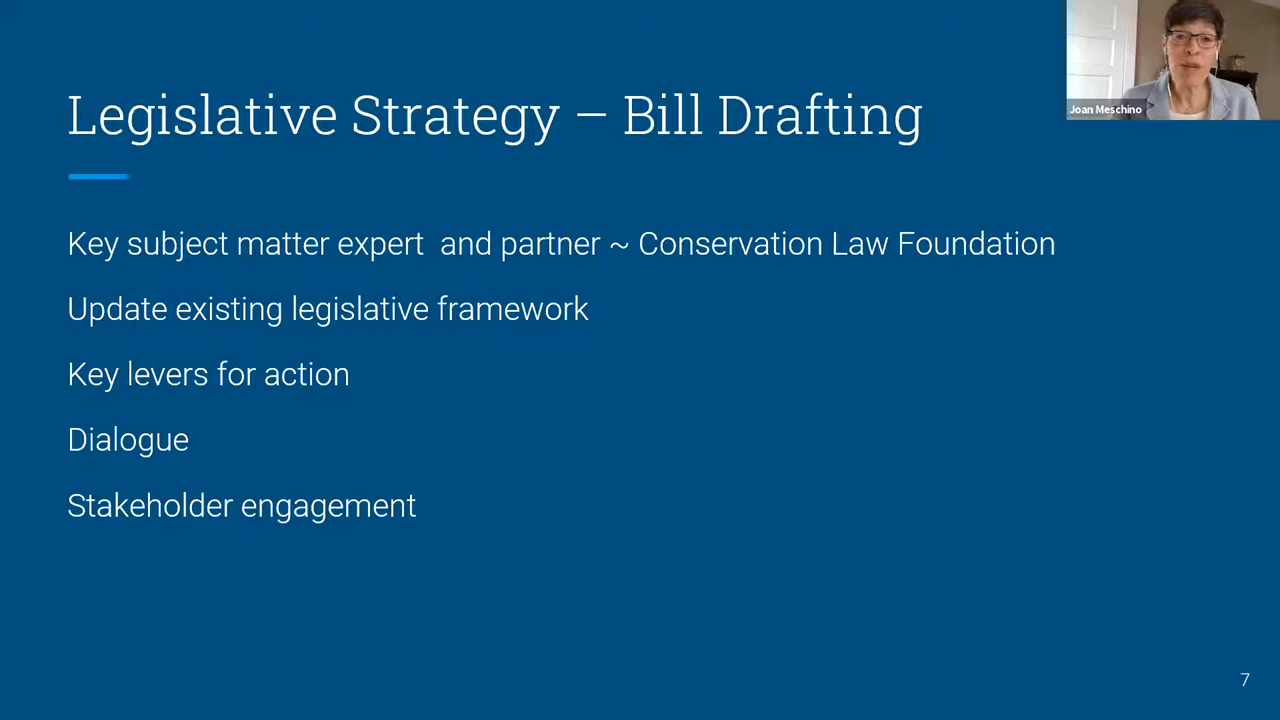 Legislative Strategy – Bill Drafting
Joan Meschino
Key subject matter expert  and partner ~ Conservation Law Foundation
Update existing legislative framework
Key levers for action
Dialogue
Stakeholder engagement
7